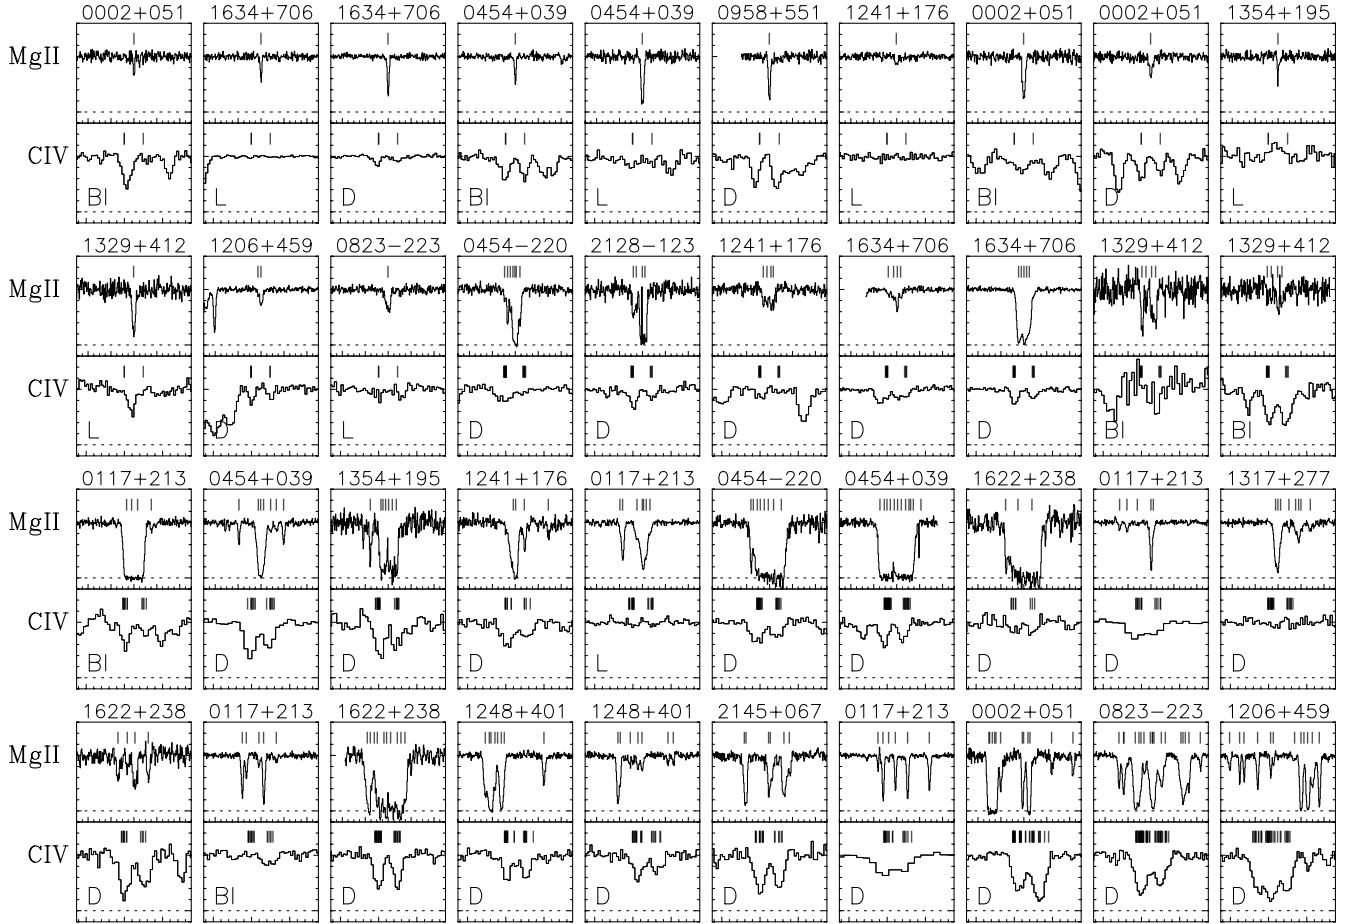 0002+051 1634+706 1634+706 0454+039 0454+039 0958+551 1241+176 0002+051 0002+051 1354+195
MgII
CIV
Bl L D Bl L D L Bl D L
1329+412 1206+459 0823−223 0454−220 2128−123 1241+176 1634+706 1634+706 1329+412 1329+412
MgII
CIV
L D L D D D D D Bl Bl
0117+213 0454+039 1354+195 1241+176 0117+213 0454−220 0454+039 1622+238 0117+213 1317+277
MgII
CIV
Bl D D D L D D D D D
1622+238 0117+213 1622+238 1248+401 1248+401 2145+067 0117+213 0002+051 0823−223 1206+459
MgII
CIV
D Bl D D D D D D D D